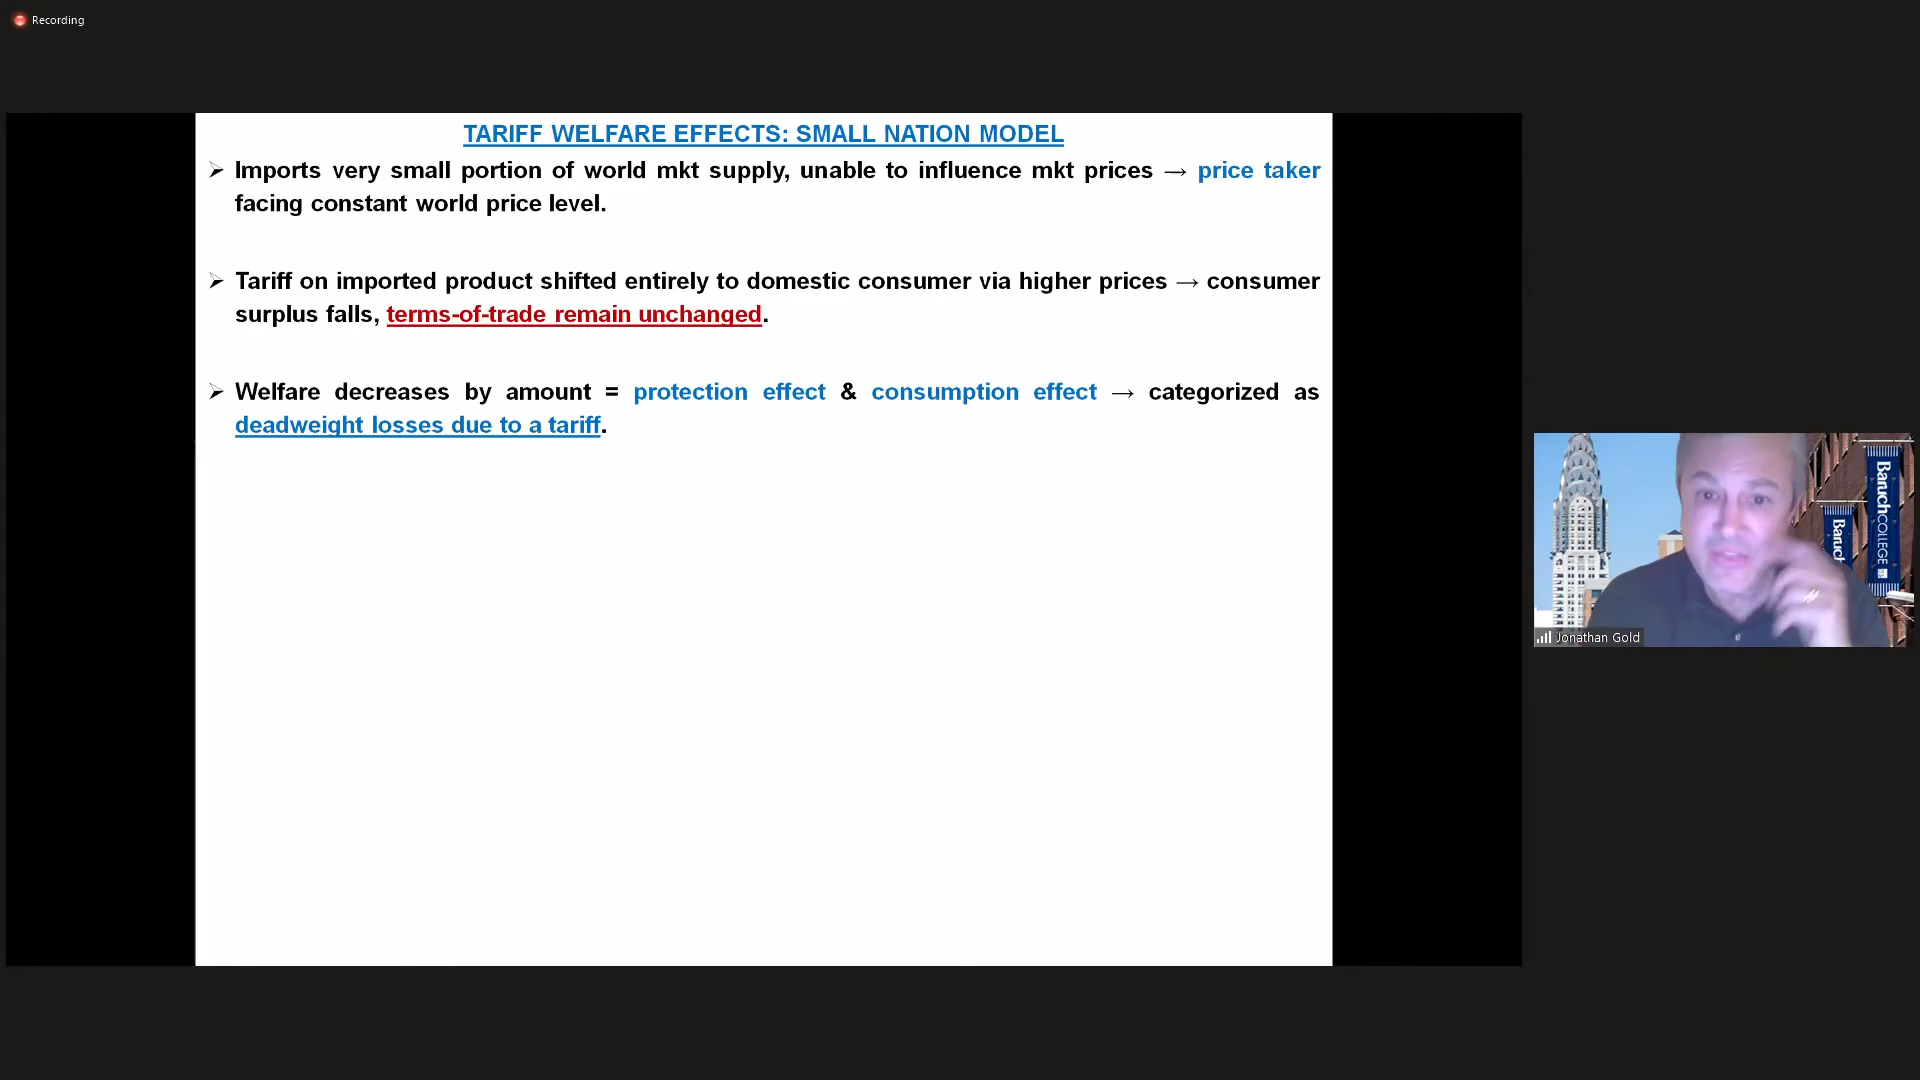 Recording
TARIFF WELFARE EFFECTS: SMALL NATION MODEL
➢ Imports very small portion of world mkt supply, unable to influence mkt prices → price taker
facing constant world price level.
➢ Tariff on imported product shifted entirely to domestic consumer via higher prices → consumer
surplus falls, terms-of-trade remain unchanged.
➢ Welfare decreases by amount = protection effect & consumption effect → categorized as
deadweight losses due to a tariff.
Baruch COLLEGE
Baruch
Jonathan Gold